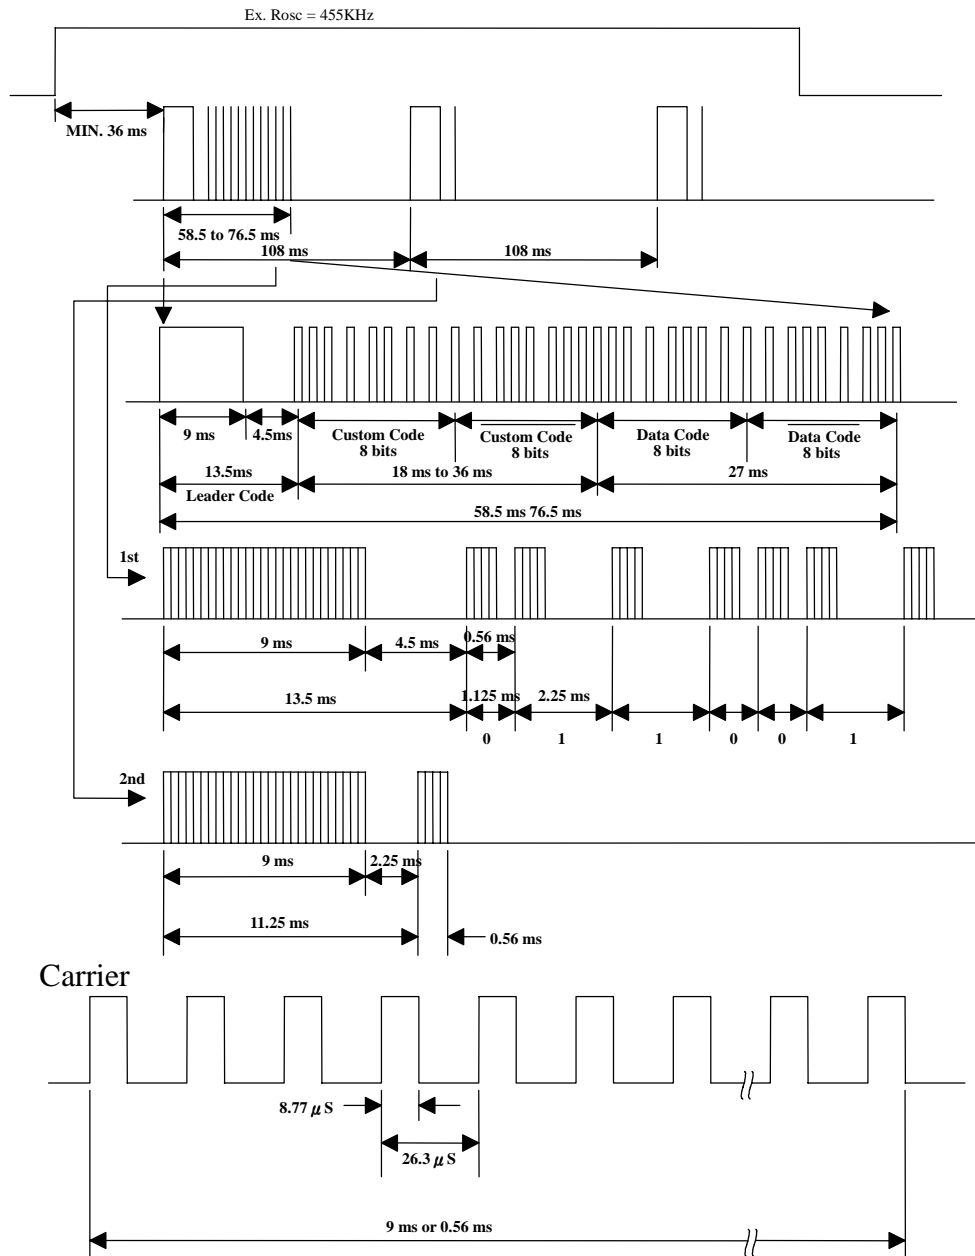 Ex. Rosc = 455KHz
MIN. 36 ms
58.5 to 76.5 ms
108 ms
108 ms
9 ms
4.5ms
Custom Code
8 bits
Custom Code
8 bits
Data Code
8 bits
Data Code
8 bits
13.5ms
18 ms to 36 ms
27 ms
Leader Code
58.5 ms 76.5 ms
1st
9 ms
4.5 ms
0.56 ms
13.5 ms
1.125 ms
2.25 ms
0
1
1
0
0
1
2nd
9 ms
2.25 ms
11.25 ms
0.56 ms
Carrier
8.77 μ S
26.3 μ S
9 ms or 0.56 ms